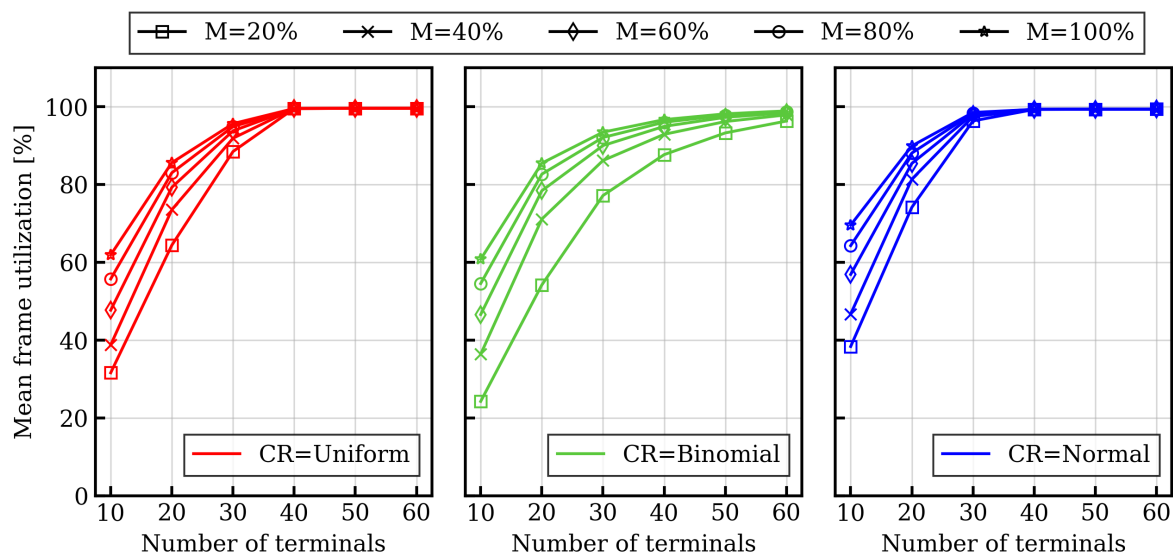 M=20% M=40% M=60% M=80% M=100%
Mean frame utilization [%]
100
80
60
40
20
0
CR=Uniform
CR=Binomial
CR=Normal
10 20 30 40 50 60
10 20 30 40 50 60
10 20 30 40 50 60
Number of terminals
Number of terminals
Number of terminals